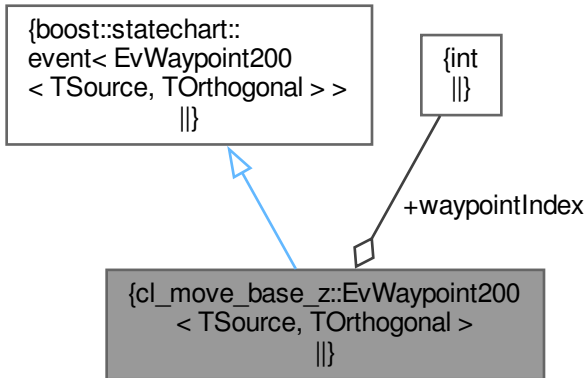 {boost::statechart::
event< EvWaypoint200
< TSource, TOrthogonal > >
||}
{int
||}
+waypointIndex
{cl_move_base_z::EvWaypoint200
< TSource, TOrthogonal >
||}